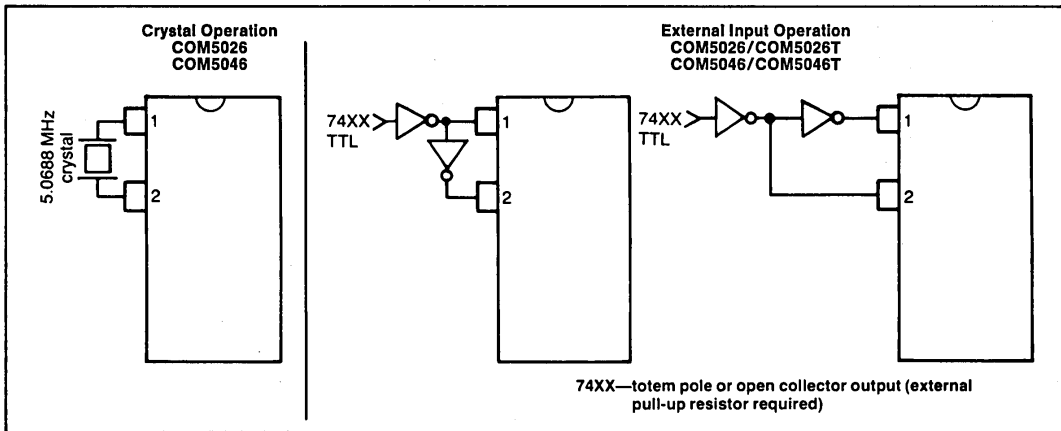 Crystal Operation
COM5026
COM5046
5.0688 MHz
crystal
1
2
External Input Operation
COM5026/COM5026T
COM5046/COM5046T
74XX
TTL
1
2
74XX
TTL
1
2
74XX—totem pole or open collector output (external
pull-up resistor required)